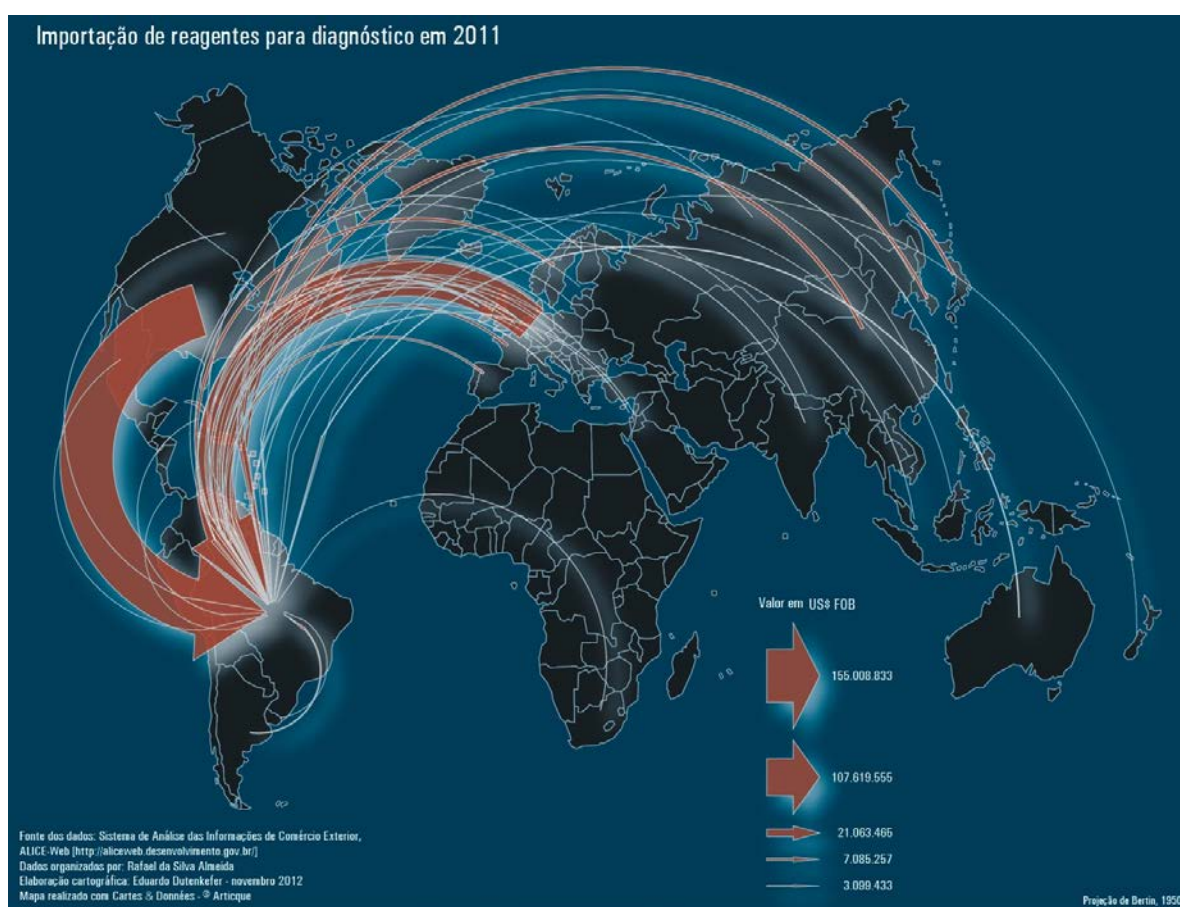 Importação de reagentes para diagnóstico em 2011
Valor em US$ FOB
155.008.833
107.619.555
21.063.465
7.085.257
3.099.433
Fonte dos dados: Sistema de Análise das Informações de Comércio Exterior,
ALICE-Web [http://aliceweb.desenvolvimento.gov.br/]
Dados organizados por: Rafael da Silva Almeida
Elaboração cartográfica: Eduardo Dutenkefer - novembro 2012
Mapa realizado com Cartes & Données - © Articque
Projeção de Bertin, 1950